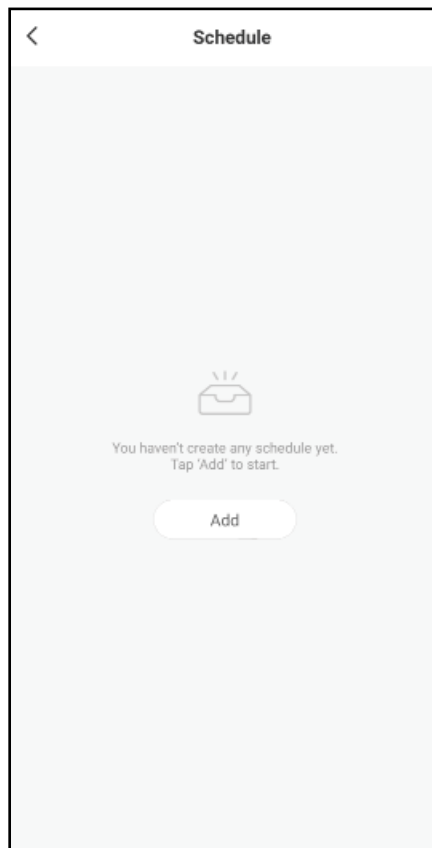 Schedule
You haven't create any schedule yet.
Tap 'Add' to start.
Add